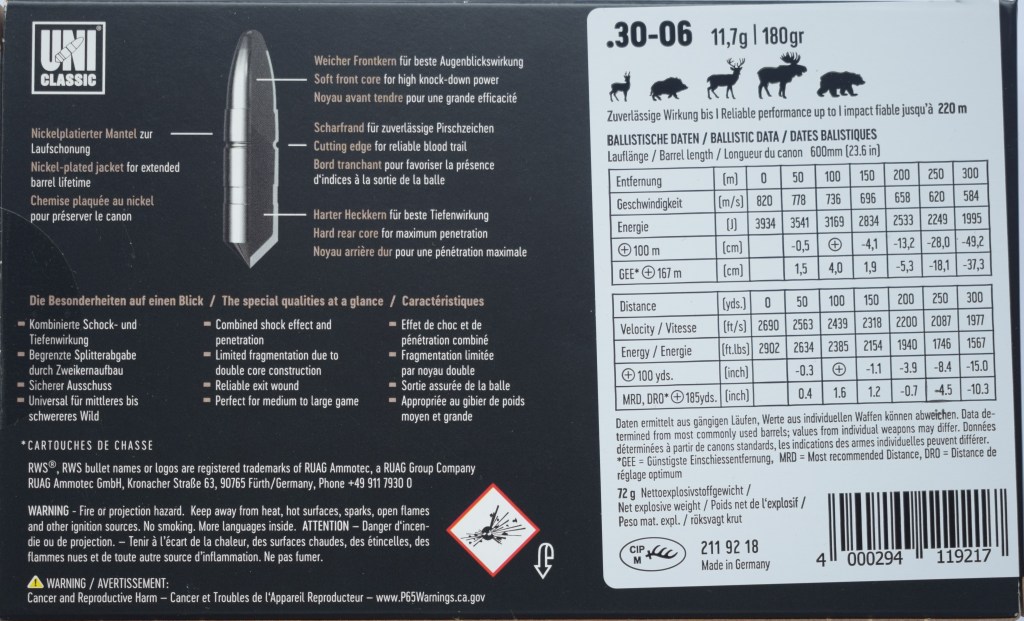 UNI
CLASSIC
Nickelplatierter Mantel zur
Laufschonung
Nickel-plated jacket for extended
barrel lifetime
Chemise plaquée au nickel
pour préserver le canon
Weicher Frontkern für beste Augenblickswirkung
Soft front core for high knock-down power
Noyau avant tendre pour une grande efficacité
Scharfrand für zuverlässige Pirschzeichen
Cutting edge for reliable blood trail
Bord tranchant pour favoriser la présence
d'indices à la sortie de la balle
Harter Heckkern für beste Tiefenwirkung
Hard rear core for maximum penetration
Noyau arrière dur pour une pénétration maximale
Die Besonderheiten auf einen Blick / The special qualities at a glance / Caractéristiques
Kombinierte Schock- und
Tiefenwirkung
Begrenzte Splitterabgabe
durch Zweikernaufbau
Sicherer Ausschuss
Universal für mittleres bis
schwereres Wild
Combined shock effect and
penetration
Limited fragmentation due to
double core construction
Reliable exit wound
Perfect for medium to large game
Effet de choc et de
pénétration combiné
Fragmentation limitée
par noyau double
Sortie assurée de la balle
Appropriée au gibier de poids
moyen et grande
*CARTOUCHES DE CHASSE
RWS®, RWS bullet names or logos are registered trademarks of RUAG Ammotec, a RUAG Group Company
RUAG Ammotec GmbH, Kronacher Straße 63, 90765 Fürth/Germany, Phone +49 911 7930 0
WARNING - Fire or projection hazard. Keep away from heat, hot surfaces, sparks, open flames
and other ignition sources. No smoking. More languages inside. ATTENTION – Danger d'incen-
die ou de projection. – Tenir à l'écart de la chaleur, des surfaces chaudes, des étincelles, des
flammes nues et de toute autre source d'inflammation. Ne pas fumer.
WARNING / AVERTISSEMENT:
Cancer and Reproductive Harm – Cancer et Troubles de l'Appareil Reproducteur – www.P65Warnings.ca.gov
.30-06 11,7g | 180gr
Zuverlässige Wirkung bis | Reliable performance up to | impact fiable jusqu'à 220 m
BALLISTISCHE DATEN / BALLISTIC DATA / DATES BALISTIQUES
Lauflänge / Barrel length / Longueur du canon 600mm [23.6 in]
Entfernung [m] 0 50 100 150 200 250 300
Geschwindigkeit [m/s] 820 778 736 696 658 620 584
Energie [J] 3934 3541 3169 2834 2533 2249 1995
⊕ 100 m [cm] -0,5 ⊕ -4,1 -13,2 -28,0 -49,2
GEE* ⊕ 167 m [cm] 1,5 4,0 1,9 -5,3 -18,1 -37,3
Distance [yds.] 0 50 100 150 200 250 300
Velocity / Vitesse [ft/s] 2690 2563 2439 2318 2200 2087 1977
Energy / Energie [ft.lbs] 2902 2634 2385 2154 1940 1746 1567
⊕ 100 yds. [inch] -0.3 ⊕ -1.1 -3.9 -8.4 -15.0
MRD, DRO* ⊕ 185yds. [inch] 0.4 1.6 1.2 -0.7 -4.5 -10.3
Daten ermittelt aus gängigen Läufen, Werte aus individuellen Waffen können abweichen. Data de-
termined from most commonly used barrels; values from individual weapons may differ. Données
déterminées à partir de canons standards, les indications des armes individuelles peuvent différer.
*GEE = Günstigste Einschiessentfernung, MRD = Most recommended Distance, DRO = Distance de
réglage optimum
72 g Nettoexplosivstoffgewicht /
Net explosive weight / Poids net de l'explosif /
Peso mat. expl. / röksvagt krut
CIP
M
211 92 18
Made in Germany
4 000294 119217